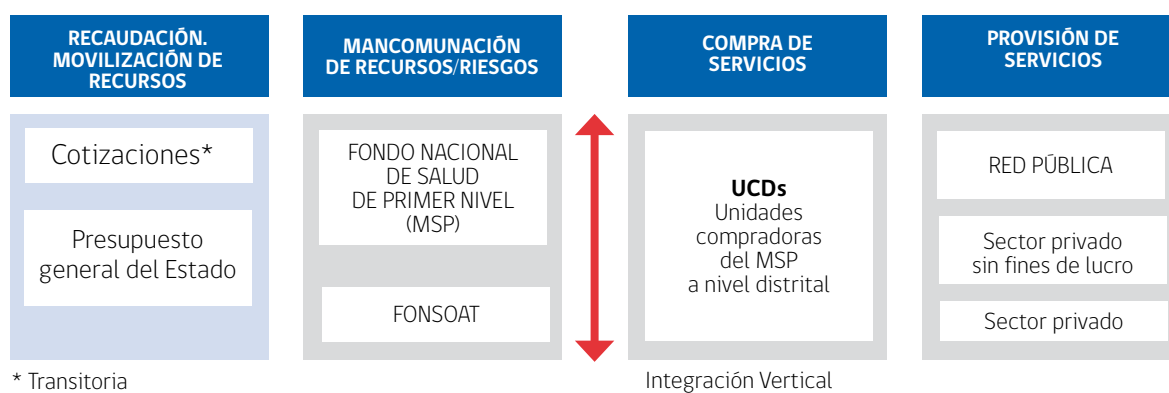 RECAUDACIÓN.
MOVILIZACIÓN DE
RECURSOS
MANCOMUNACIÓN
DE RECURSOS/RIESGOS
COMPRA DE
SERVICIOS
PROVISIÓN DE
SERVICIOS
Cotizaciones*
Presupuesto
general del Estado
FONDO NACIONAL
DE SALUD
DE PRIMER NIVEL
(MSP)
FONSOAT
UCDs
Unidades
compradoras
del MSP
a nivel distrital
RED PÚBLICA
Sector privado
sin fines de lucro
Sector privado
* Transitoria
Integración Vertical